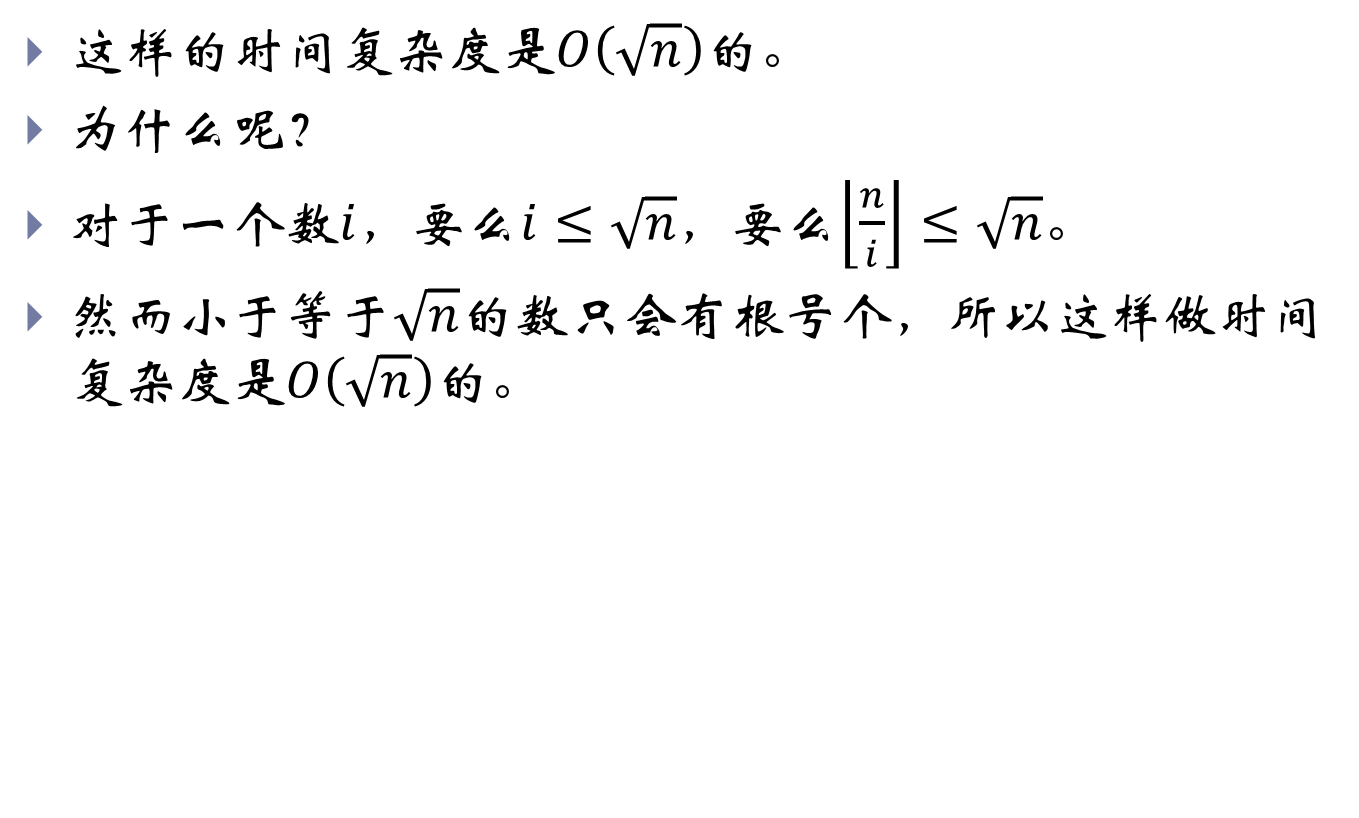 这样的时间复杂度是O(√n)的。
为什么呢?
对于一个数i，要么i ≤ √n，要么⌊n/i⌋ ≤ √n。
然而小于等于√n的数只会有根号个，所以这样做时间
复杂度是O(√n)的。